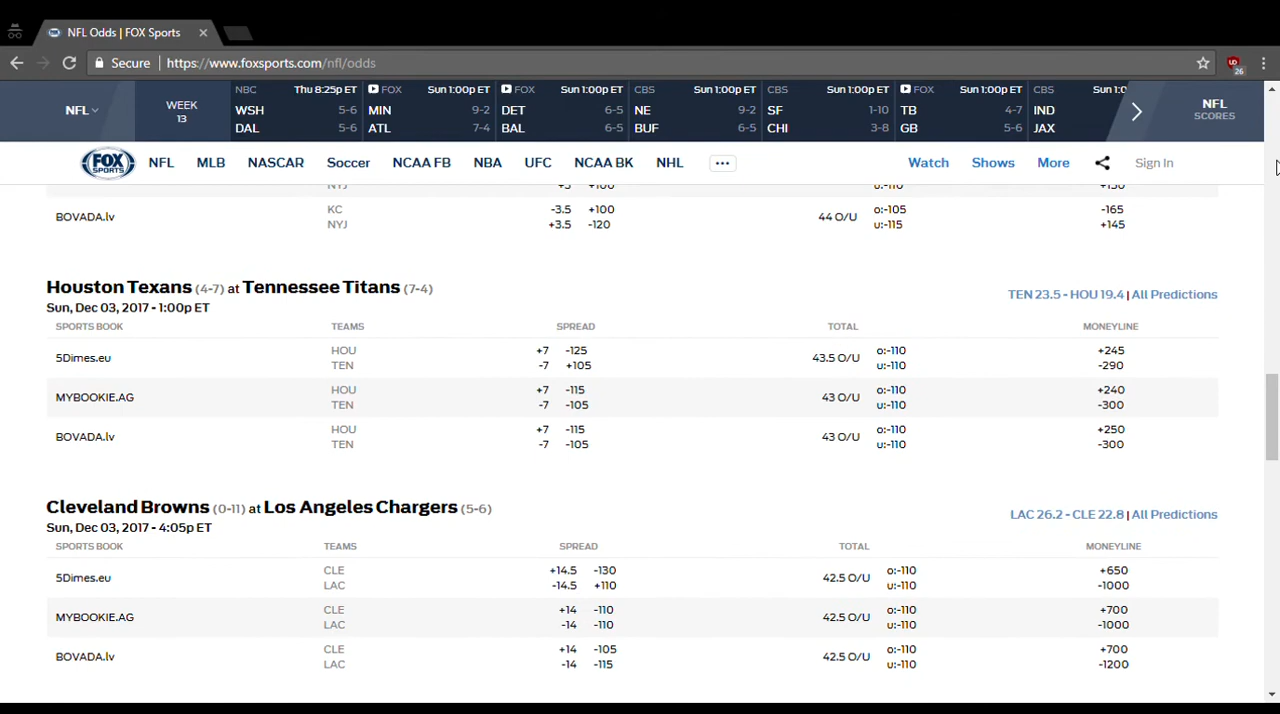 NFL Odds | FOX Sports
Secure https://www.foxsports.com/nfl/odds
26
NFL
WEEK 13
NBC Thu 8:25p ET
WSH 5-6
DAL 5-6
FOX Sun 1:00p ET
MIN 9-2
ATL 7-4
FOX Sun 1:00p ET
DET 6-5
BAL 6-5
CBS Sun 1:00p ET
NE 9-2
BUF 6-5
CBS Sun 1:00p ET
SF 1-10
CHI 3-8
FOX Sun 1:00p ET
TB 4-7
GB 5-6
CBS Sun 1:0
IND
JAX
NFL SCORES
FOX SPORTS NFL MLB NASCAR Soccer NCAA FB NBA UFC NCAA BK NHL ... Watch Shows More Sign In
NYJ +3 +100 u:-110 +150
BOVADA.lv KC -3.5 +100 44 O/U o:-105 -165
NYJ +3.5 -120 u:-115 +145
Houston Texans (4-7) at Tennessee Titans (7-4)
TEN 23.5 - HOU 19.4 | All Predictions
Sun, Dec 03, 2017 - 1:00p ET
SPORTS BOOK TEAMS SPREAD TOTAL MONEYLINE
5Dimes.eu HOU +7 -125 43.5 O/U o:-110 +245
TEN -7 +105 u:-110 -290
MYBOOKIE.AG HOU +7 -115 43 O/U o:-110 +240
TEN -7 -105 u:-110 -300
BOVADA.lv HOU +7 -115 43 O/U o:-110 +250
TEN -7 -105 u:-110 -300
Cleveland Browns (0-11) at Los Angeles Chargers (5-6)
LAC 26.2 - CLE 22.8 | All Predictions
Sun, Dec 03, 2017 - 4:05p ET
SPORTS BOOK TEAMS SPREAD TOTAL MONEYLINE
5Dimes.eu CLE +14.5 -130 42.5 O/U o:-110 +650
LAC -14.5 +110 u:-110 -1000
MYBOOKIE.AG CLE +14 -110 42.5 O/U o:-110 +700
LAC -14 -110 u:-110 -1000
BOVADA.lv CLE +14 -105 42.5 O/U o:-110 +700
LAC -14 -115 u:-110 -1200